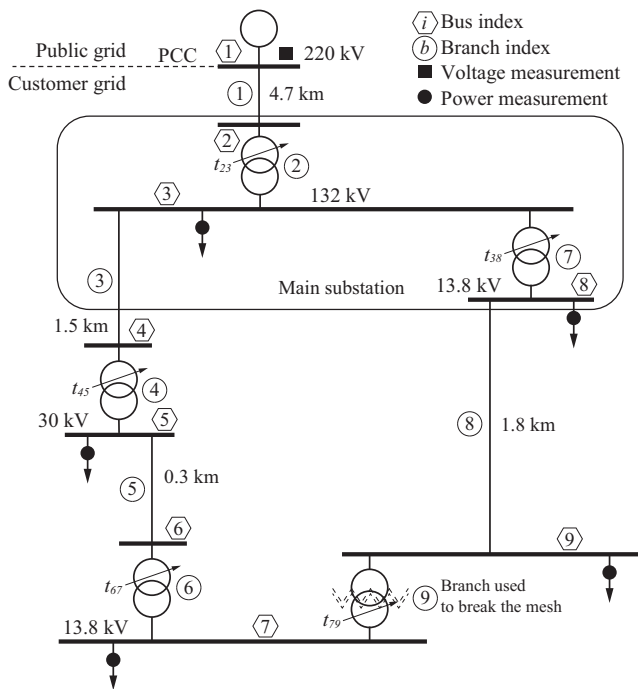 Public grid
PCC
1
220 kV
Customer grid
i Bus index
b Branch index
Voltage measurement
Power measurement
1
4.7 km
2
t23
2
3
132 kV
t38
7
3
Main substation
13.8 kV
8
1.5 km
4
t45
4
30 kV
5
8
1.8 km
5
0.3 km
6
9
t67
6
t79
9
Branch used
to break the mesh
13.8 kV
7